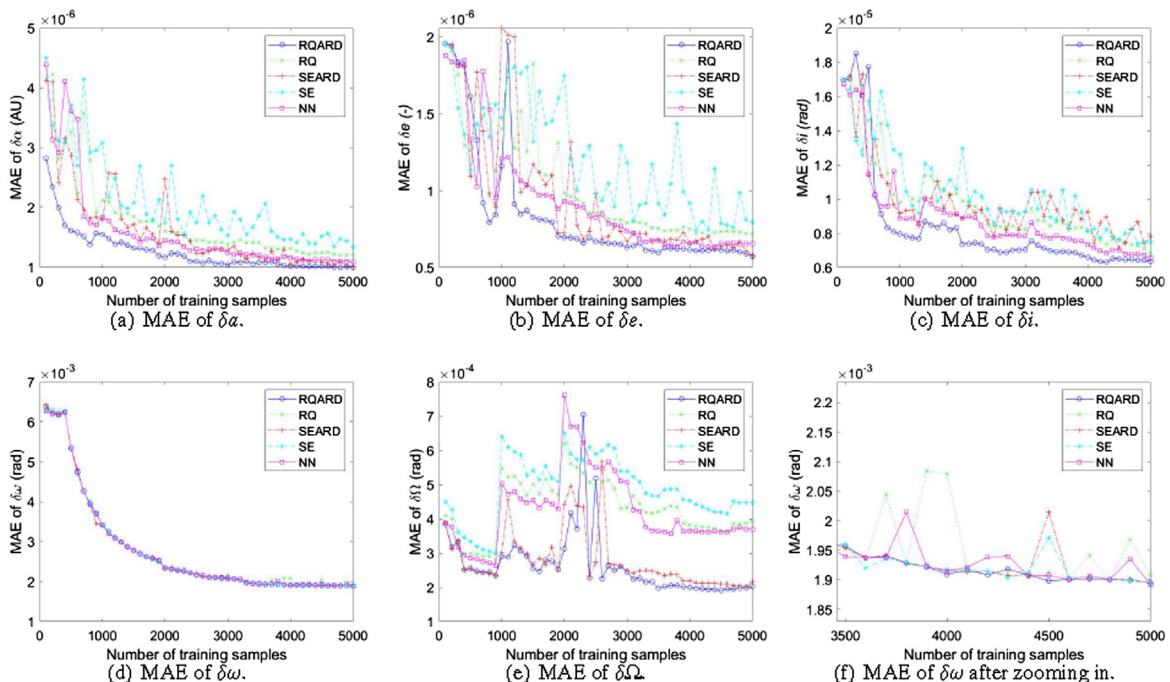 ×10⁻⁶
5
4
3
2
1
MAE of δα (AU)
RQARD
RQ
SEARD
SE
NN
0 1000 2000 3000 4000 5000
Number of training samples
(a) MAE of δa.
×10⁻⁶
2
1.5
1
0.5
MAE of δe (-)
RQARD
RQ
SEARD
SE
NN
0 1000 2000 3000 4000 5000
Number of training samples
(b) MAE of δe.
×10⁻⁵
2
1.8
1.6
1.4
1.2
1
0.8
0.6
MAE of δi (rad)
RQARD
RQ
SEARD
SE
NN
0 1000 2000 3000 4000 5000
Number of training samples
(c) MAE of δi.
×10⁻³
7
6
5
4
3
2
1
MAE of δω (rad)
RQARD
RQ
SEARD
SE
NN
0 1000 2000 3000 4000 5000
Number of training samples
(d) MAE of δω.
×10⁻⁴
8
7
6
5
4
3
2
1
MAE of δΩ (rad)
RQARD
RQ
SEARD
SE
NN
0 1000 2000 3000 4000 5000
Number of training samples
(e) MAE of δΩ.
×10⁻³
2.2
2.15
2.1
2.05
2
1.95
1.9
1.85
MAE of δω (rad)
RQARD
RQ
SEARD
SE
NN
3500 4000 4500 5000
Number of training samples
(f) MAE of δω after zooming in.